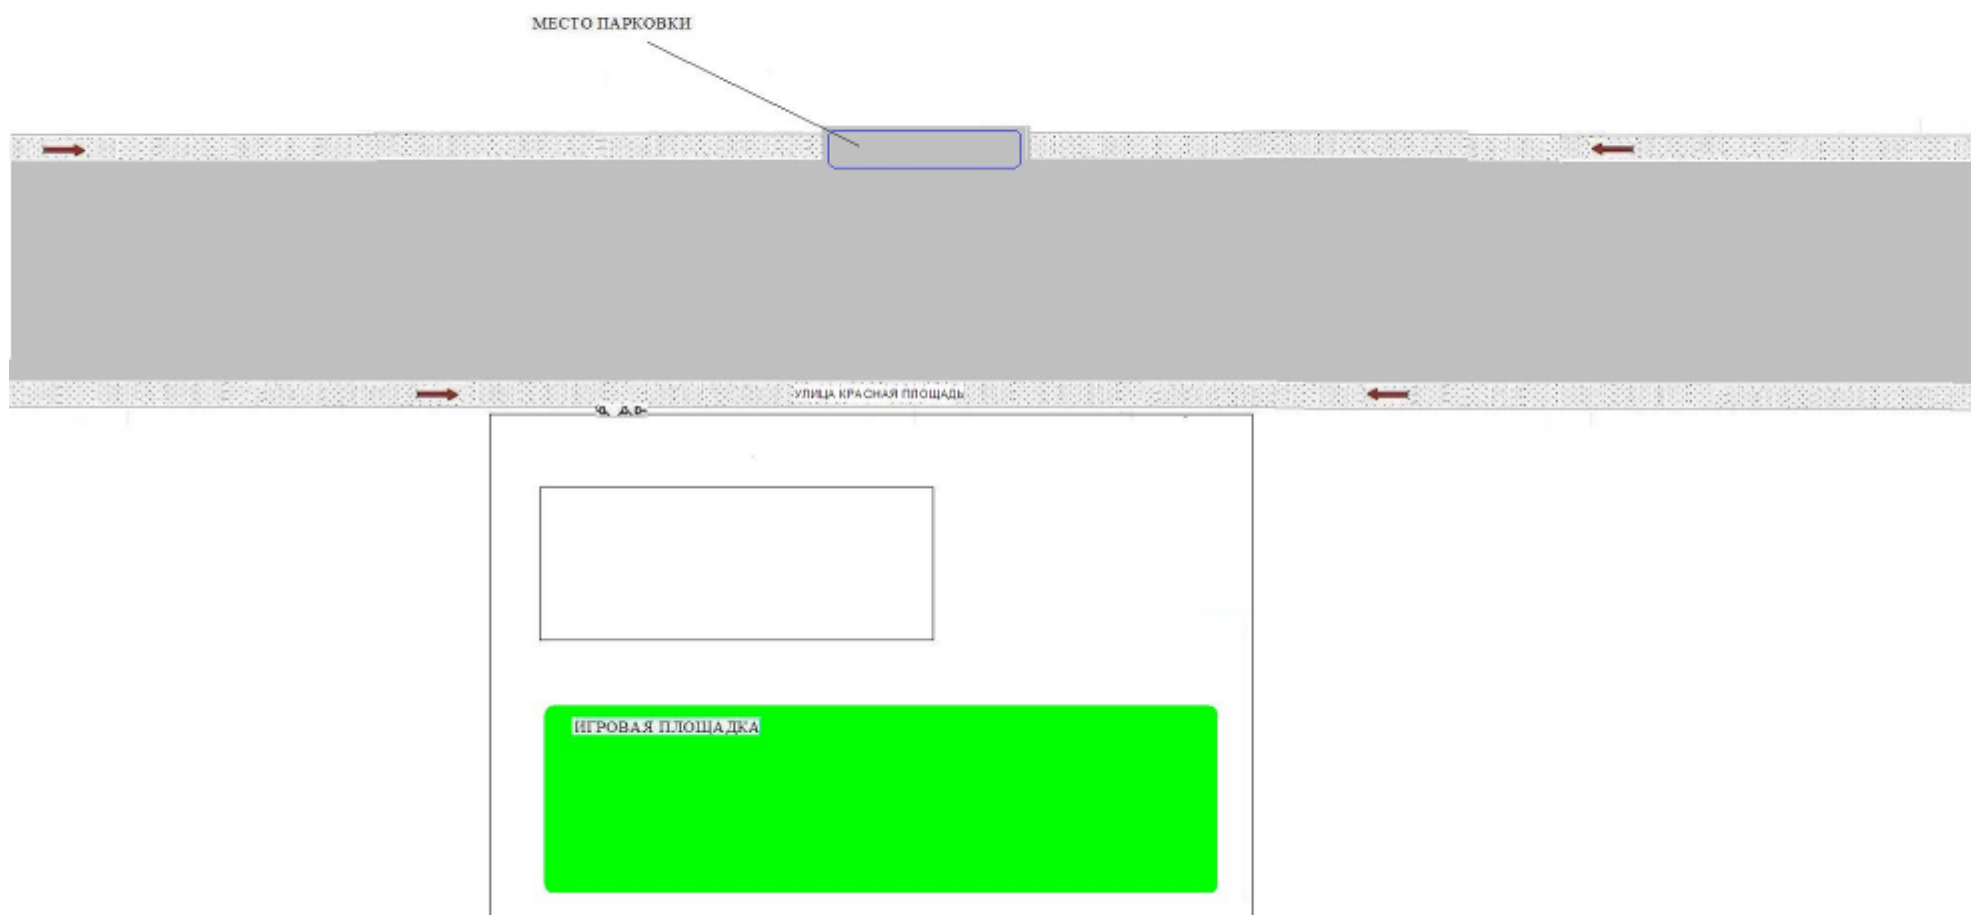 МЕСТО ПАРКОВКИ
УЛИЦА КРАСНАЯ ПЛОЩАДЬ
ИГРОВАЯ ПЛОЩАДКА